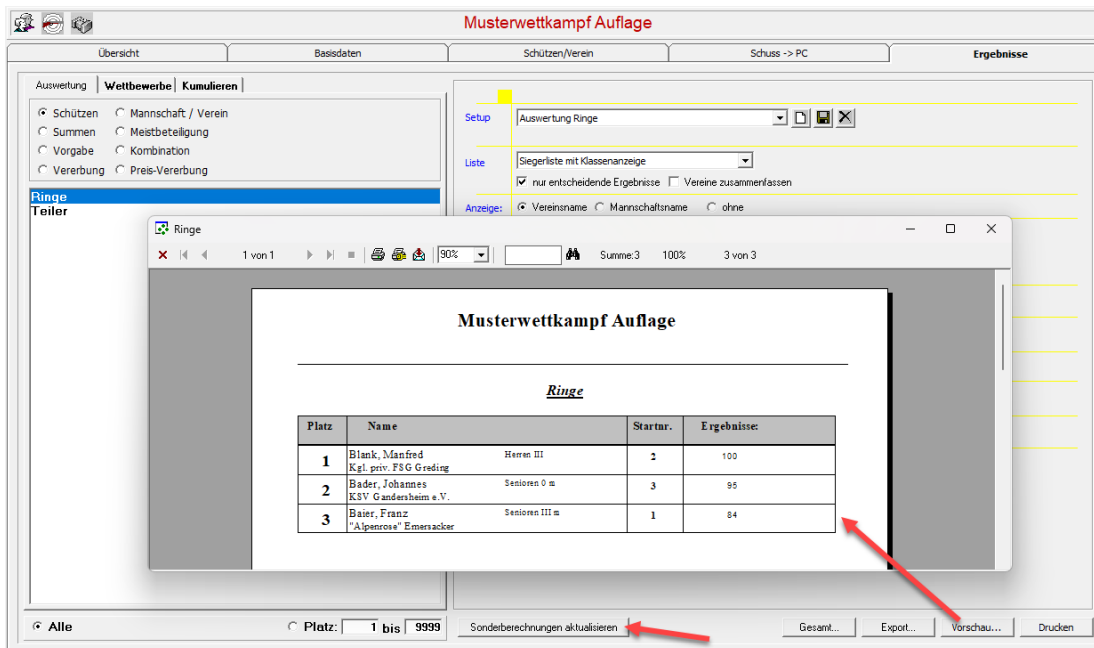 Musterwettkampf Auflage
Übersicht Basisdaten Schützen/Verein Schuss -> PC Ergebnisse
Auswertung Wettbewerbe Kumulieren
Schützen Mannschaft / Verein
Summen Meistbeteiligung
Vorgabe Kombination
Vererbung Preis-Vererbung
Ringe
Teiler
Setup Auswertung Ringe
Liste Siegerliste mit Klassenanzeige
nur entscheidende Ergebnisse Vereine zusammenfassen
Anzeige: Vereinsname Mannschaftsname ohne
Ringe
1 von 1 90% Summe:3 100% 3 von 3
Musterwettkampf Auflage
Ringe
Platz Name Startnr. Ergebnisse:
1 Blank, Manfred Herren III 2 100
Kgl. priv. FSG Greding
2 Bader, Johannes Senioren 0 m 3 95
KSV Gandersheim e.V.
3 Baier, Franz Senioren III m 1 84
"Alpenrose" Emersacker
Alle Platz: 1 bis 9999 Sonderberechnungen aktualisieren Gesamt... Export... Vorschau... Drucken